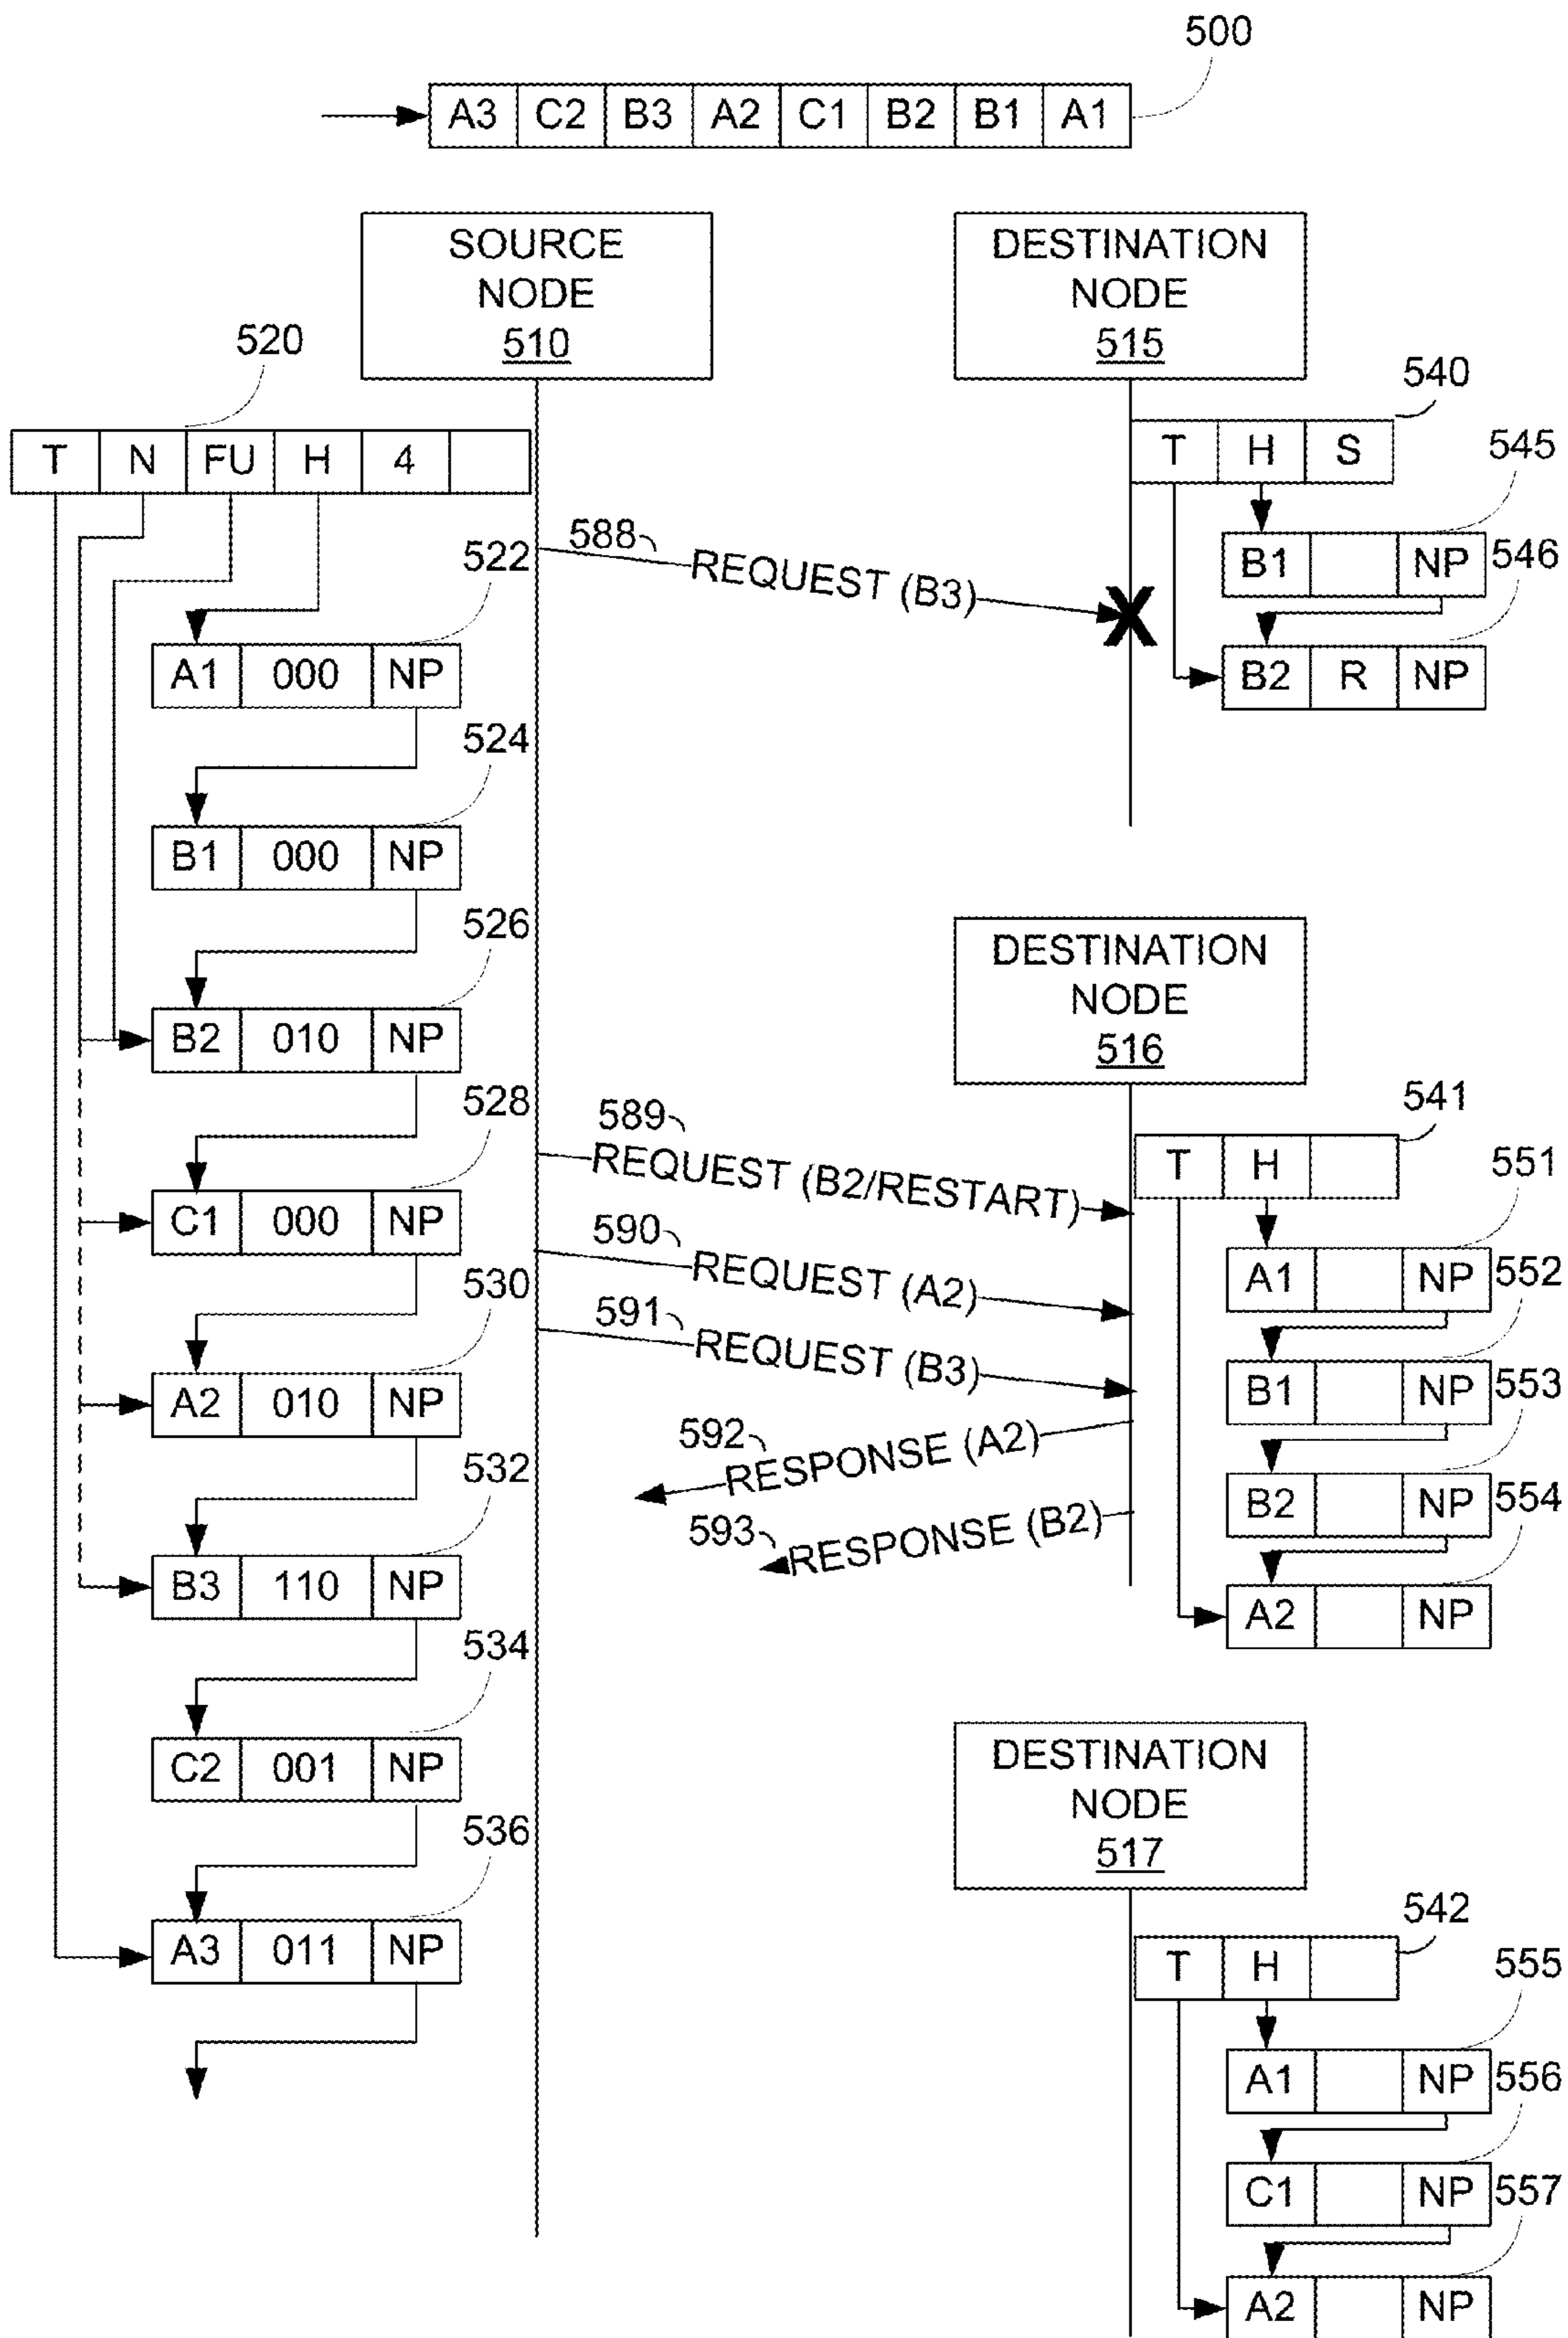 500
A3 C2 B3 A2 C1 B2 B1 A1
SOURCE
NODE
510
DESTINATION
NODE
515
520
T N FU H 4
540
T H S
545
B1 NP
546
B2 R NP
588
REQUEST (B3)
522
A1 000 NP
524
B1 000 NP
526
B2 010 NP
528
C1 000 NP
530
A2 010 NP
532
B3 110 NP
534
C2 001 NP
536
A3 011 NP
DESTINATION
NODE
516
589
REQUEST (B2/RESTART)
590
REQUEST (A2)
591
REQUEST (B3)
592
RESPONSE (A2)
593
RESPONSE (B2)
541
T H
551
A1 NP
552
B1 NP
553
B2 NP
554
A2 NP
DESTINATION
NODE
517
542
T H
555
A1 NP
556
C1 NP
557
A2 NP